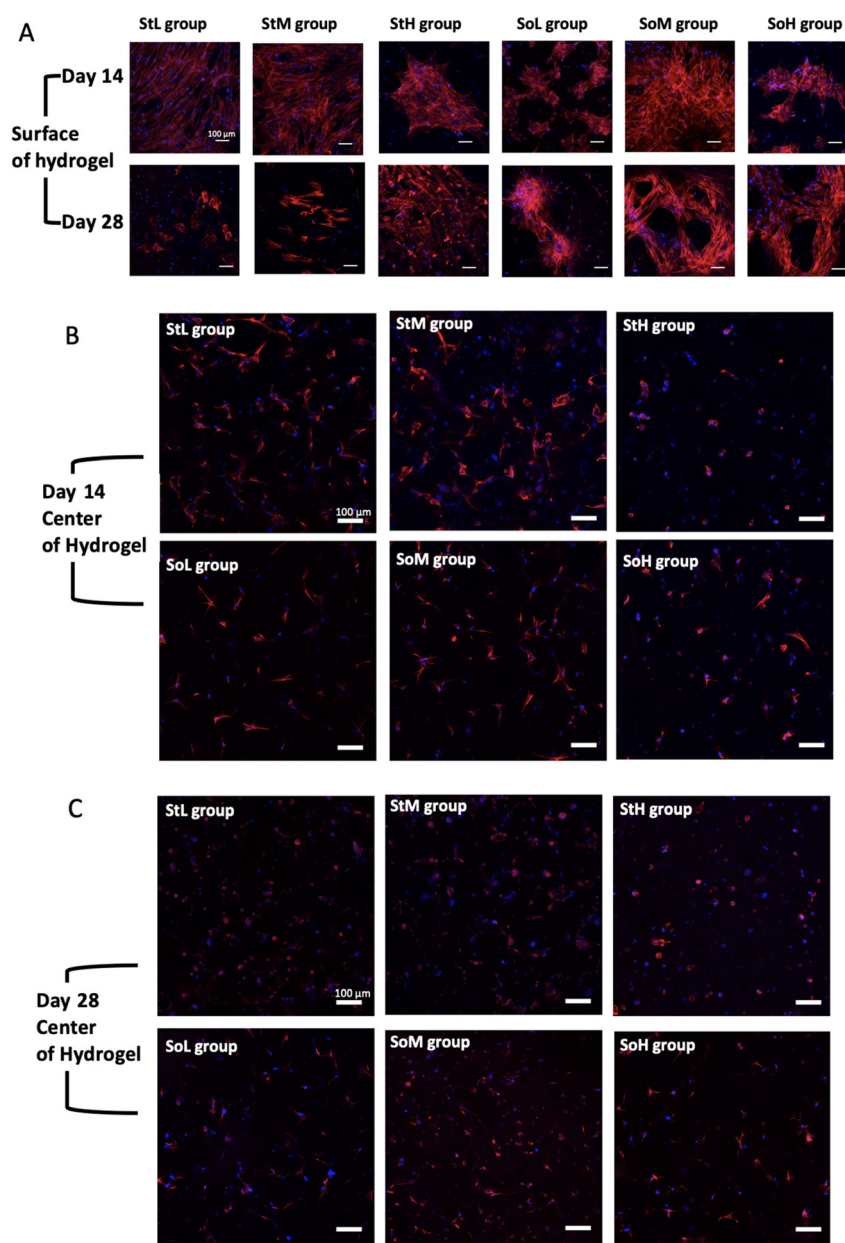 A
StL group
StM group
StH group
SoL group
SoM group
SoH group
Day 14
100 µm
Surface
of hydrogel
Day 28
B
StL group
StM group
StH group
100 µm
Day 14
Center
of Hydrogel
SoL group
SoM group
SoH group
C
StL group
StM group
StH group
100 µm
Day 28
Center
of Hydrogel
SoL group
SoM group
SoH group